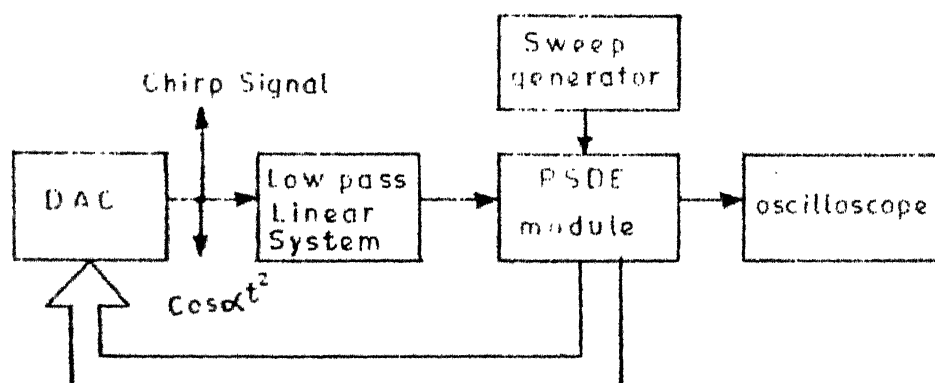 Sweep
generator
Chirp Signal
DAC
Low pass
Linear
System
PSDE
module
oscilloscope
Cosαt²